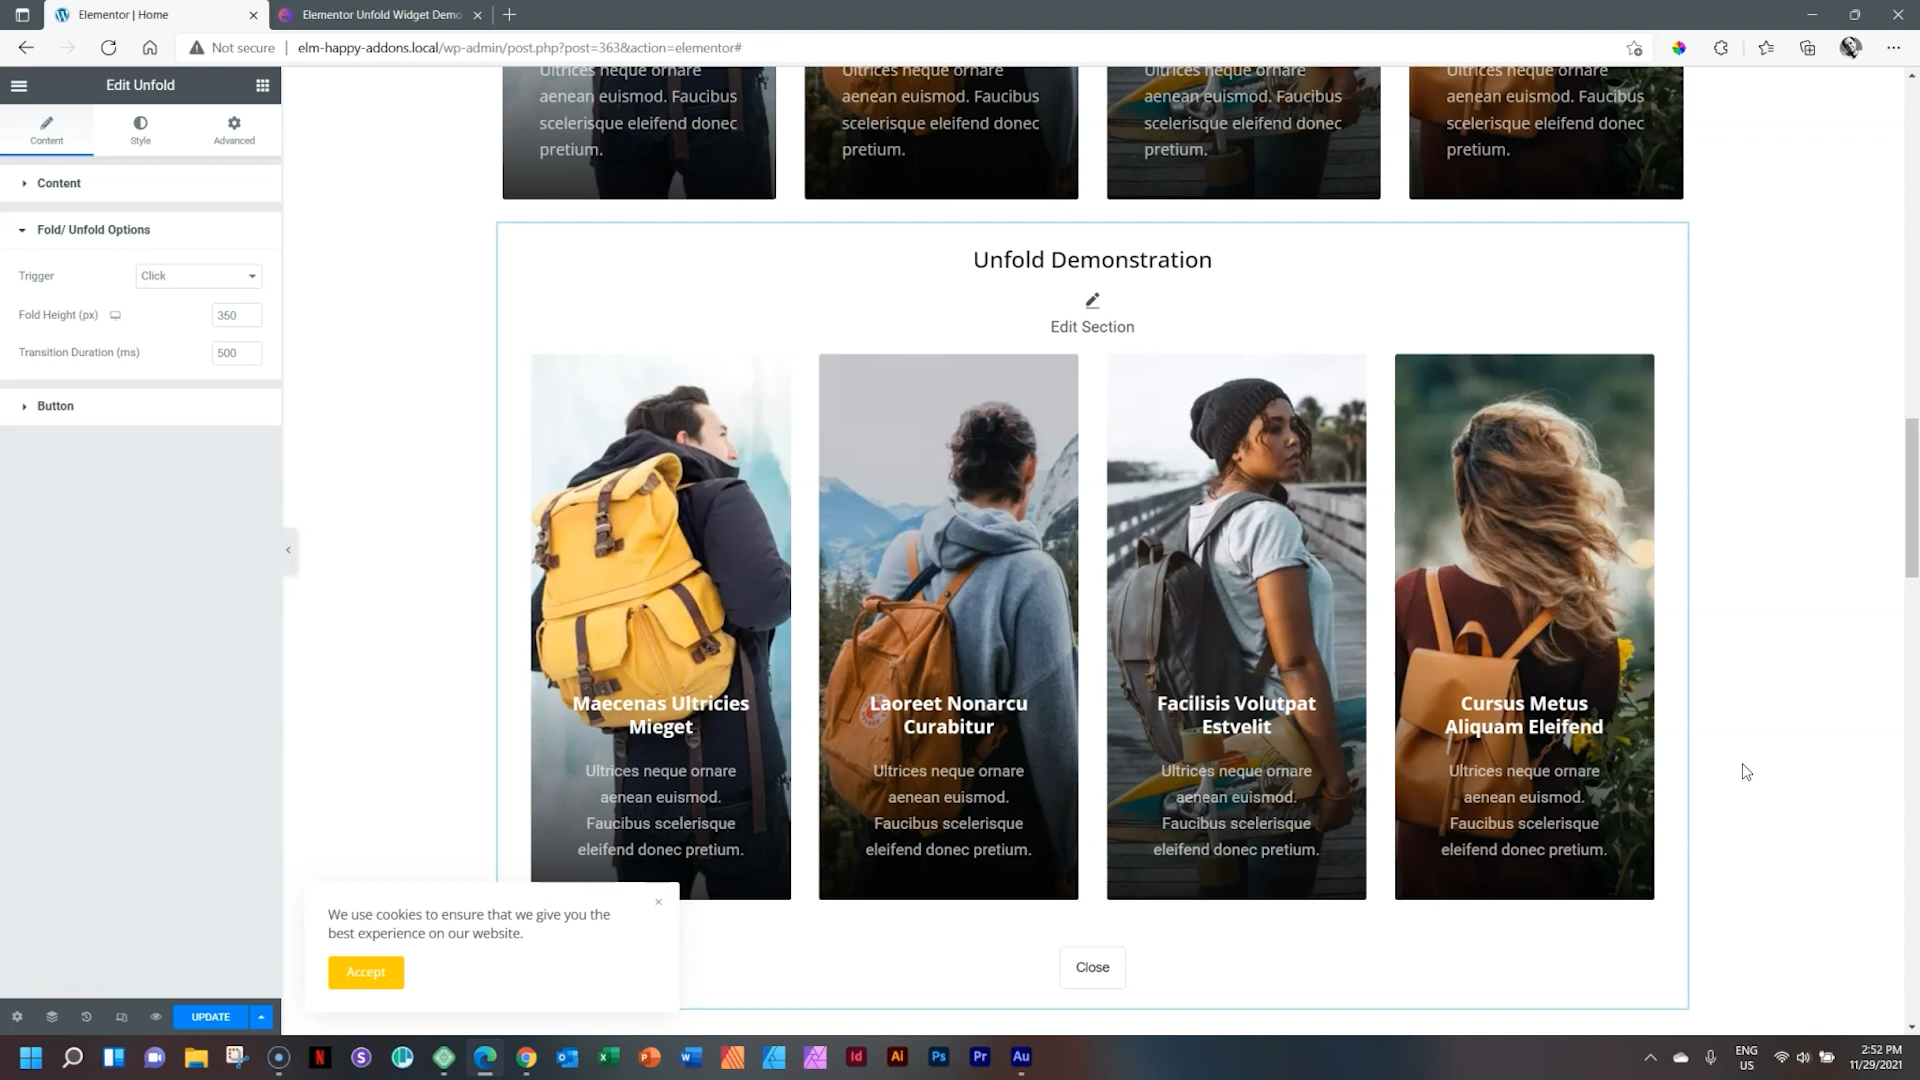 Elementor | Home
Elementor Unfold Widget Demo
Not secure
elm-happy-addons.local/wp-admin/post.php?post=363&action=elementor#
Edit Unfold
Content
Style
Advanced
Content
Fold/ Unfold Options
Trigger
Click
Fold Height (px)
350
Transition Duration (ms)
500
Button
UPDATE
Ultrices neque ornare
aenean euismod. Faucibus
scelerisque eleifend donec
pretium.
Ultrices neque ornare
aenean euismod. Faucibus
scelerisque eleifend donec
pretium.
Ultrices neque ornare
aenean euismod. Faucibus
scelerisque eleifend donec
pretium.
Ultrices neque ornare
aenean euismod. Faucibus
scelerisque eleifend donec
pretium.
Unfold Demonstration
Edit Section
Maecenas Ultricies
Mieget
Ultrices neque ornare
aenean euismod.
Faucibus scelerisque
eleifend donec pretium.
Laoreet Nonarcu
Curabitur
Ultrices neque ornare
aenean euismod.
Faucibus scelerisque
eleifend donec pretium.
Facilisis Volutpat
Estvelit
Ultrices neque ornare
aenean euismod.
Faucibus scelerisque
eleifend donec pretium.
Cursus Metus
Aliquam Eleifend
Ultrices neque ornare
aenean euismod.
Faucibus scelerisque
eleifend donec pretium.
We use cookies to ensure that we give you the
best experience on our website.
Accept
Close
N
S
Id
Ai
Ps
Pr
Au
ENG
US
2:52 PM
11/29/2021